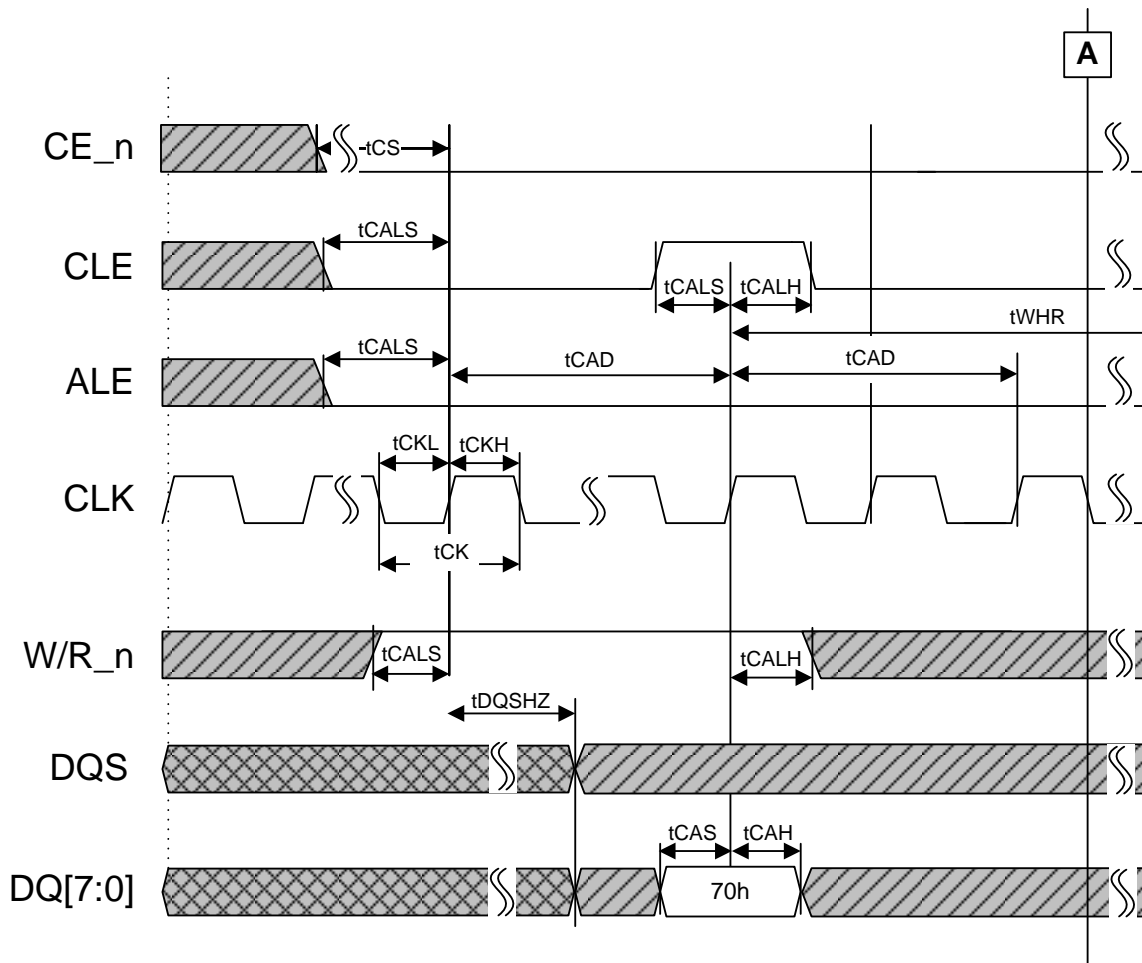 A
CE_n
tCS
CLE
tCALS
tCALS
tCALH
tWHR
ALE
tCALS
tCAD
tCAD
CLK
tCKL
tCKH
tCK
W/R_n
tCALS
tCALH
tDQSHZ
DQS
tCAS
tCAH
DQ[7:0]
70h